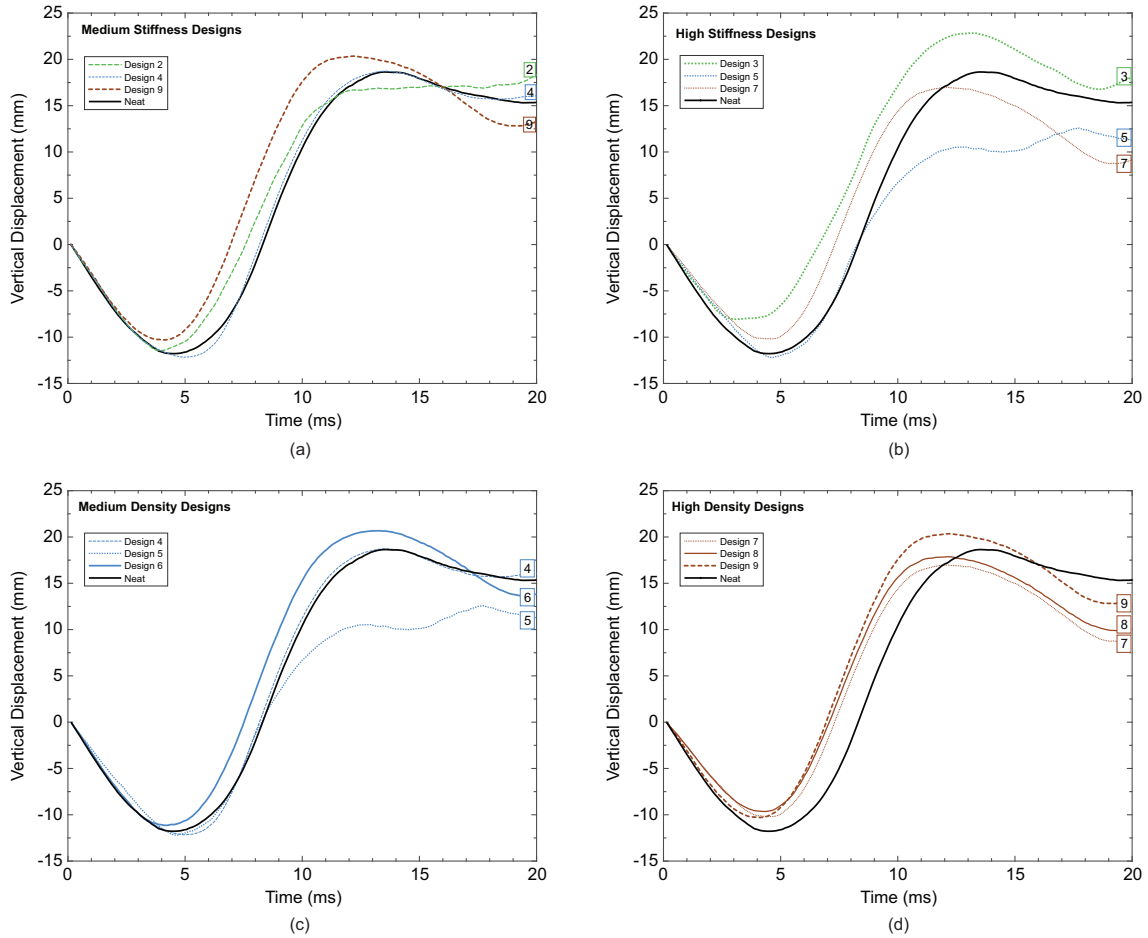 Medium Stiffness Designs
Design 2
Design 4
Design 9
Neat
25
20
15
10
5
0
-5
-10
-15
Vertical Displacement (mm)
2
4
9
0
5
10
15
20
Time (ms)
(a)
High Stiffness Designs
Design 3
Design 5
Design 7
Neat
25
20
15
10
5
0
-5
-10
-15
Vertical Displacement (mm)
3
5
7
0
5
10
15
20
Time (ms)
(b)
Medium Density Designs
Design 4
Design 5
Design 6
Neat
25
20
15
10
5
0
-5
-10
-15
Vertical Displacement (mm)
4
6
5
0
5
10
15
20
Time (ms)
(c)
High Density Designs
Design 7
Design 8
Design 9
Neat
25
20
15
10
5
0
-5
-10
-15
Vertical Displacement (mm)
9
8
7
0
5
10
15
20
Time (ms)
(d)